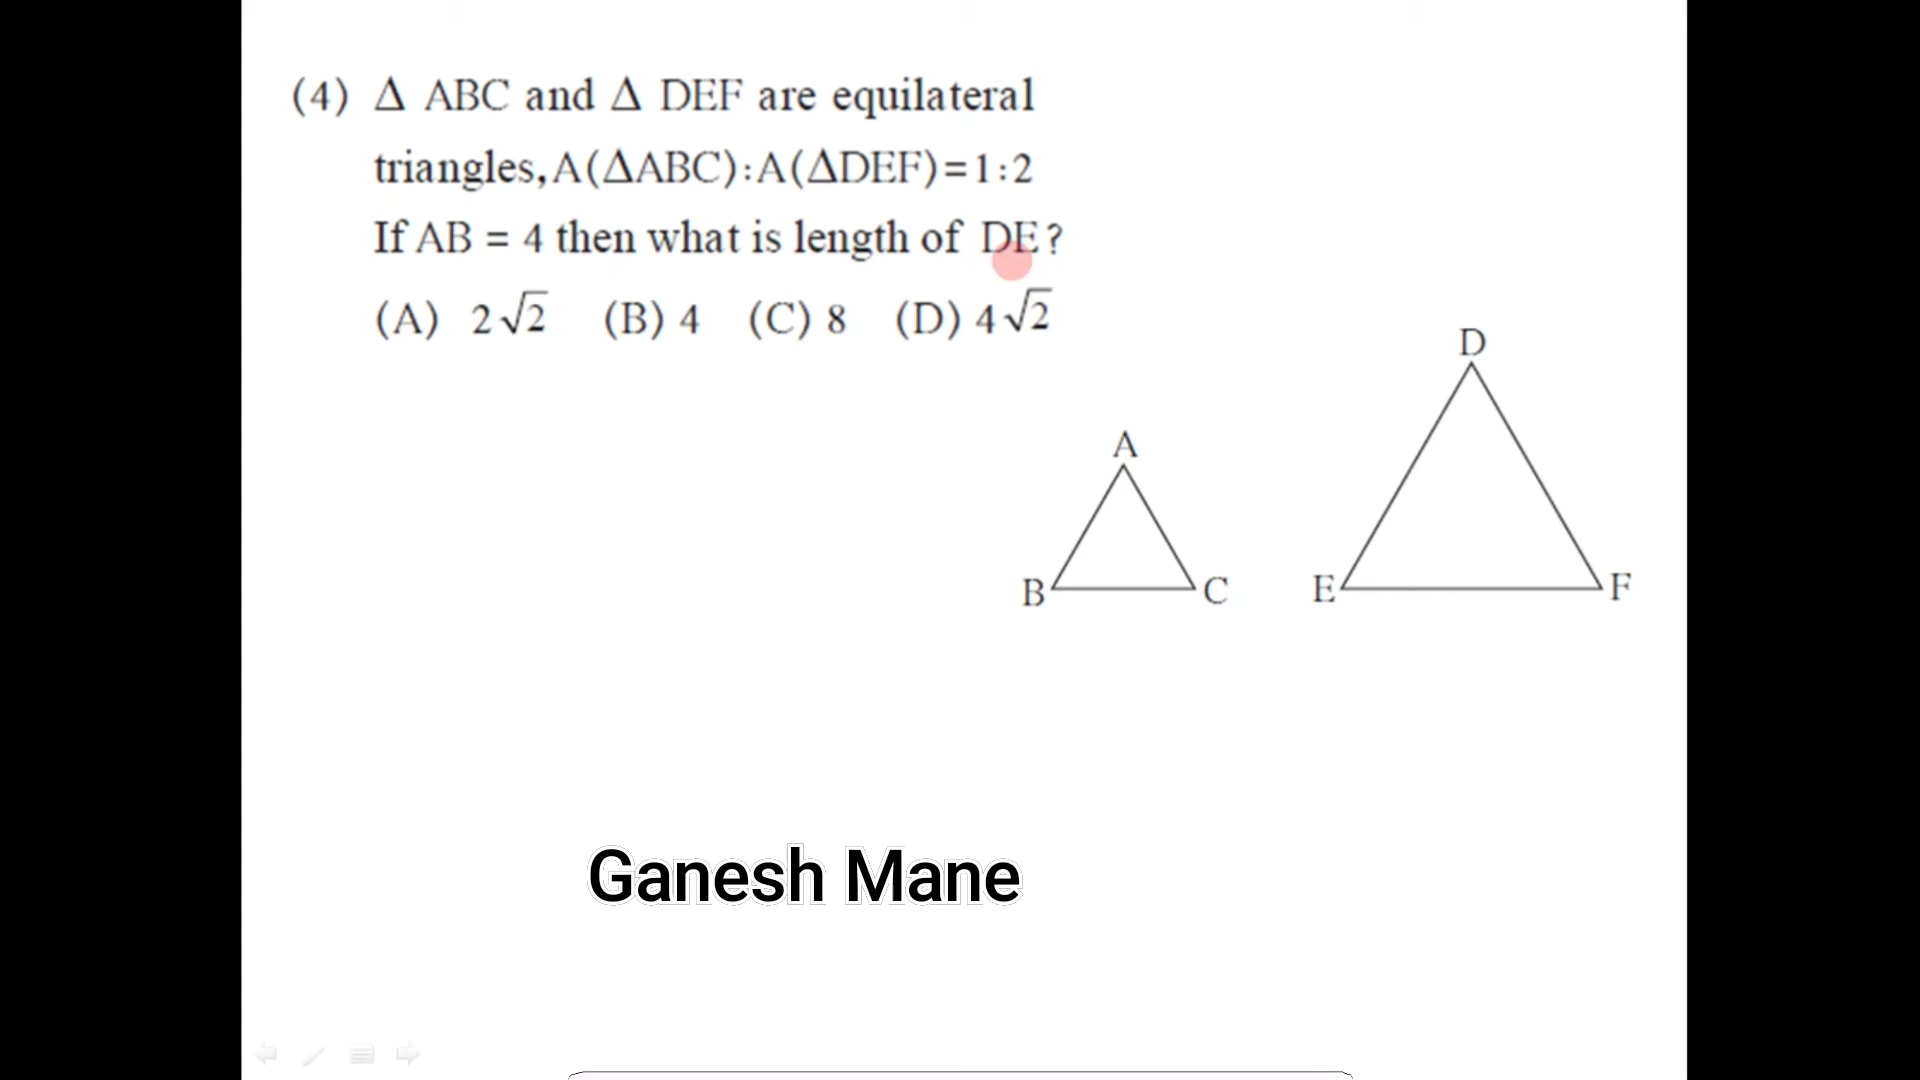 (4) Δ ABC and Δ DEF are equilateral
triangles, A(ΔABC):A(ΔDEF)=1:2
If AB = 4 then what is length of DE?
(A) 2√2 (B) 4 (C) 8 (D) 4√2
D
A
B
C
E
F
Ganesh Mane